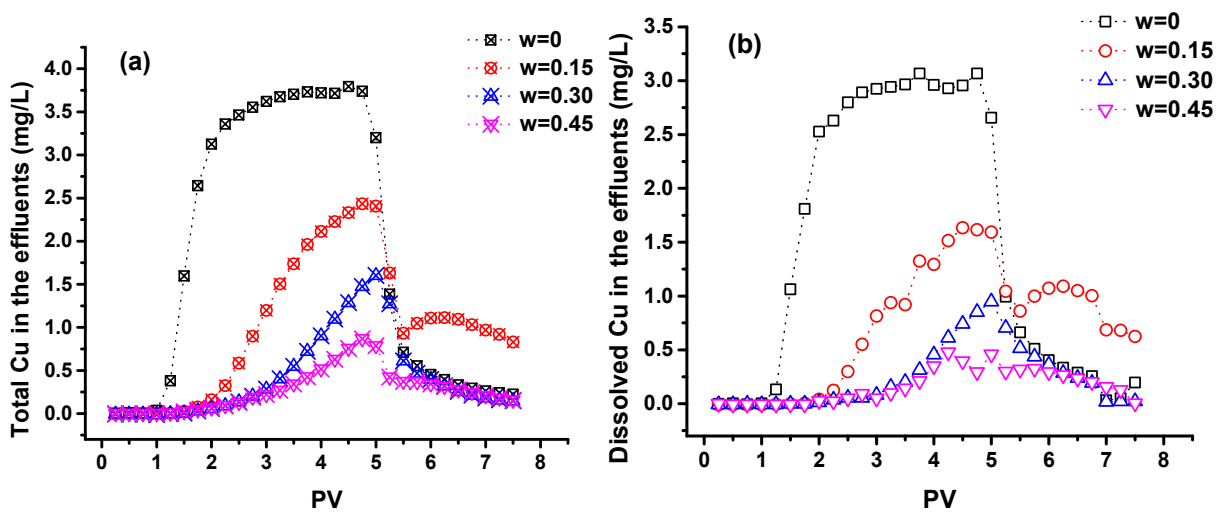 (a)
w=0
w=0.15
w=0.30
w=0.45
Total Cu in the effluents (mg/L)
4.0
3.5
3.0
2.5
2.0
1.5
1.0
0.5
0.0
0 1 2 3 4 5 6 7 8
PV
(b)
w=0
w=0.15
w=0.30
w=0.45
Dissolved Cu in the effluents (mg/L)
3.5
3.0
2.5
2.0
1.5
1.0
0.5
0.0
0 1 2 3 4 5 6 7 8
PV